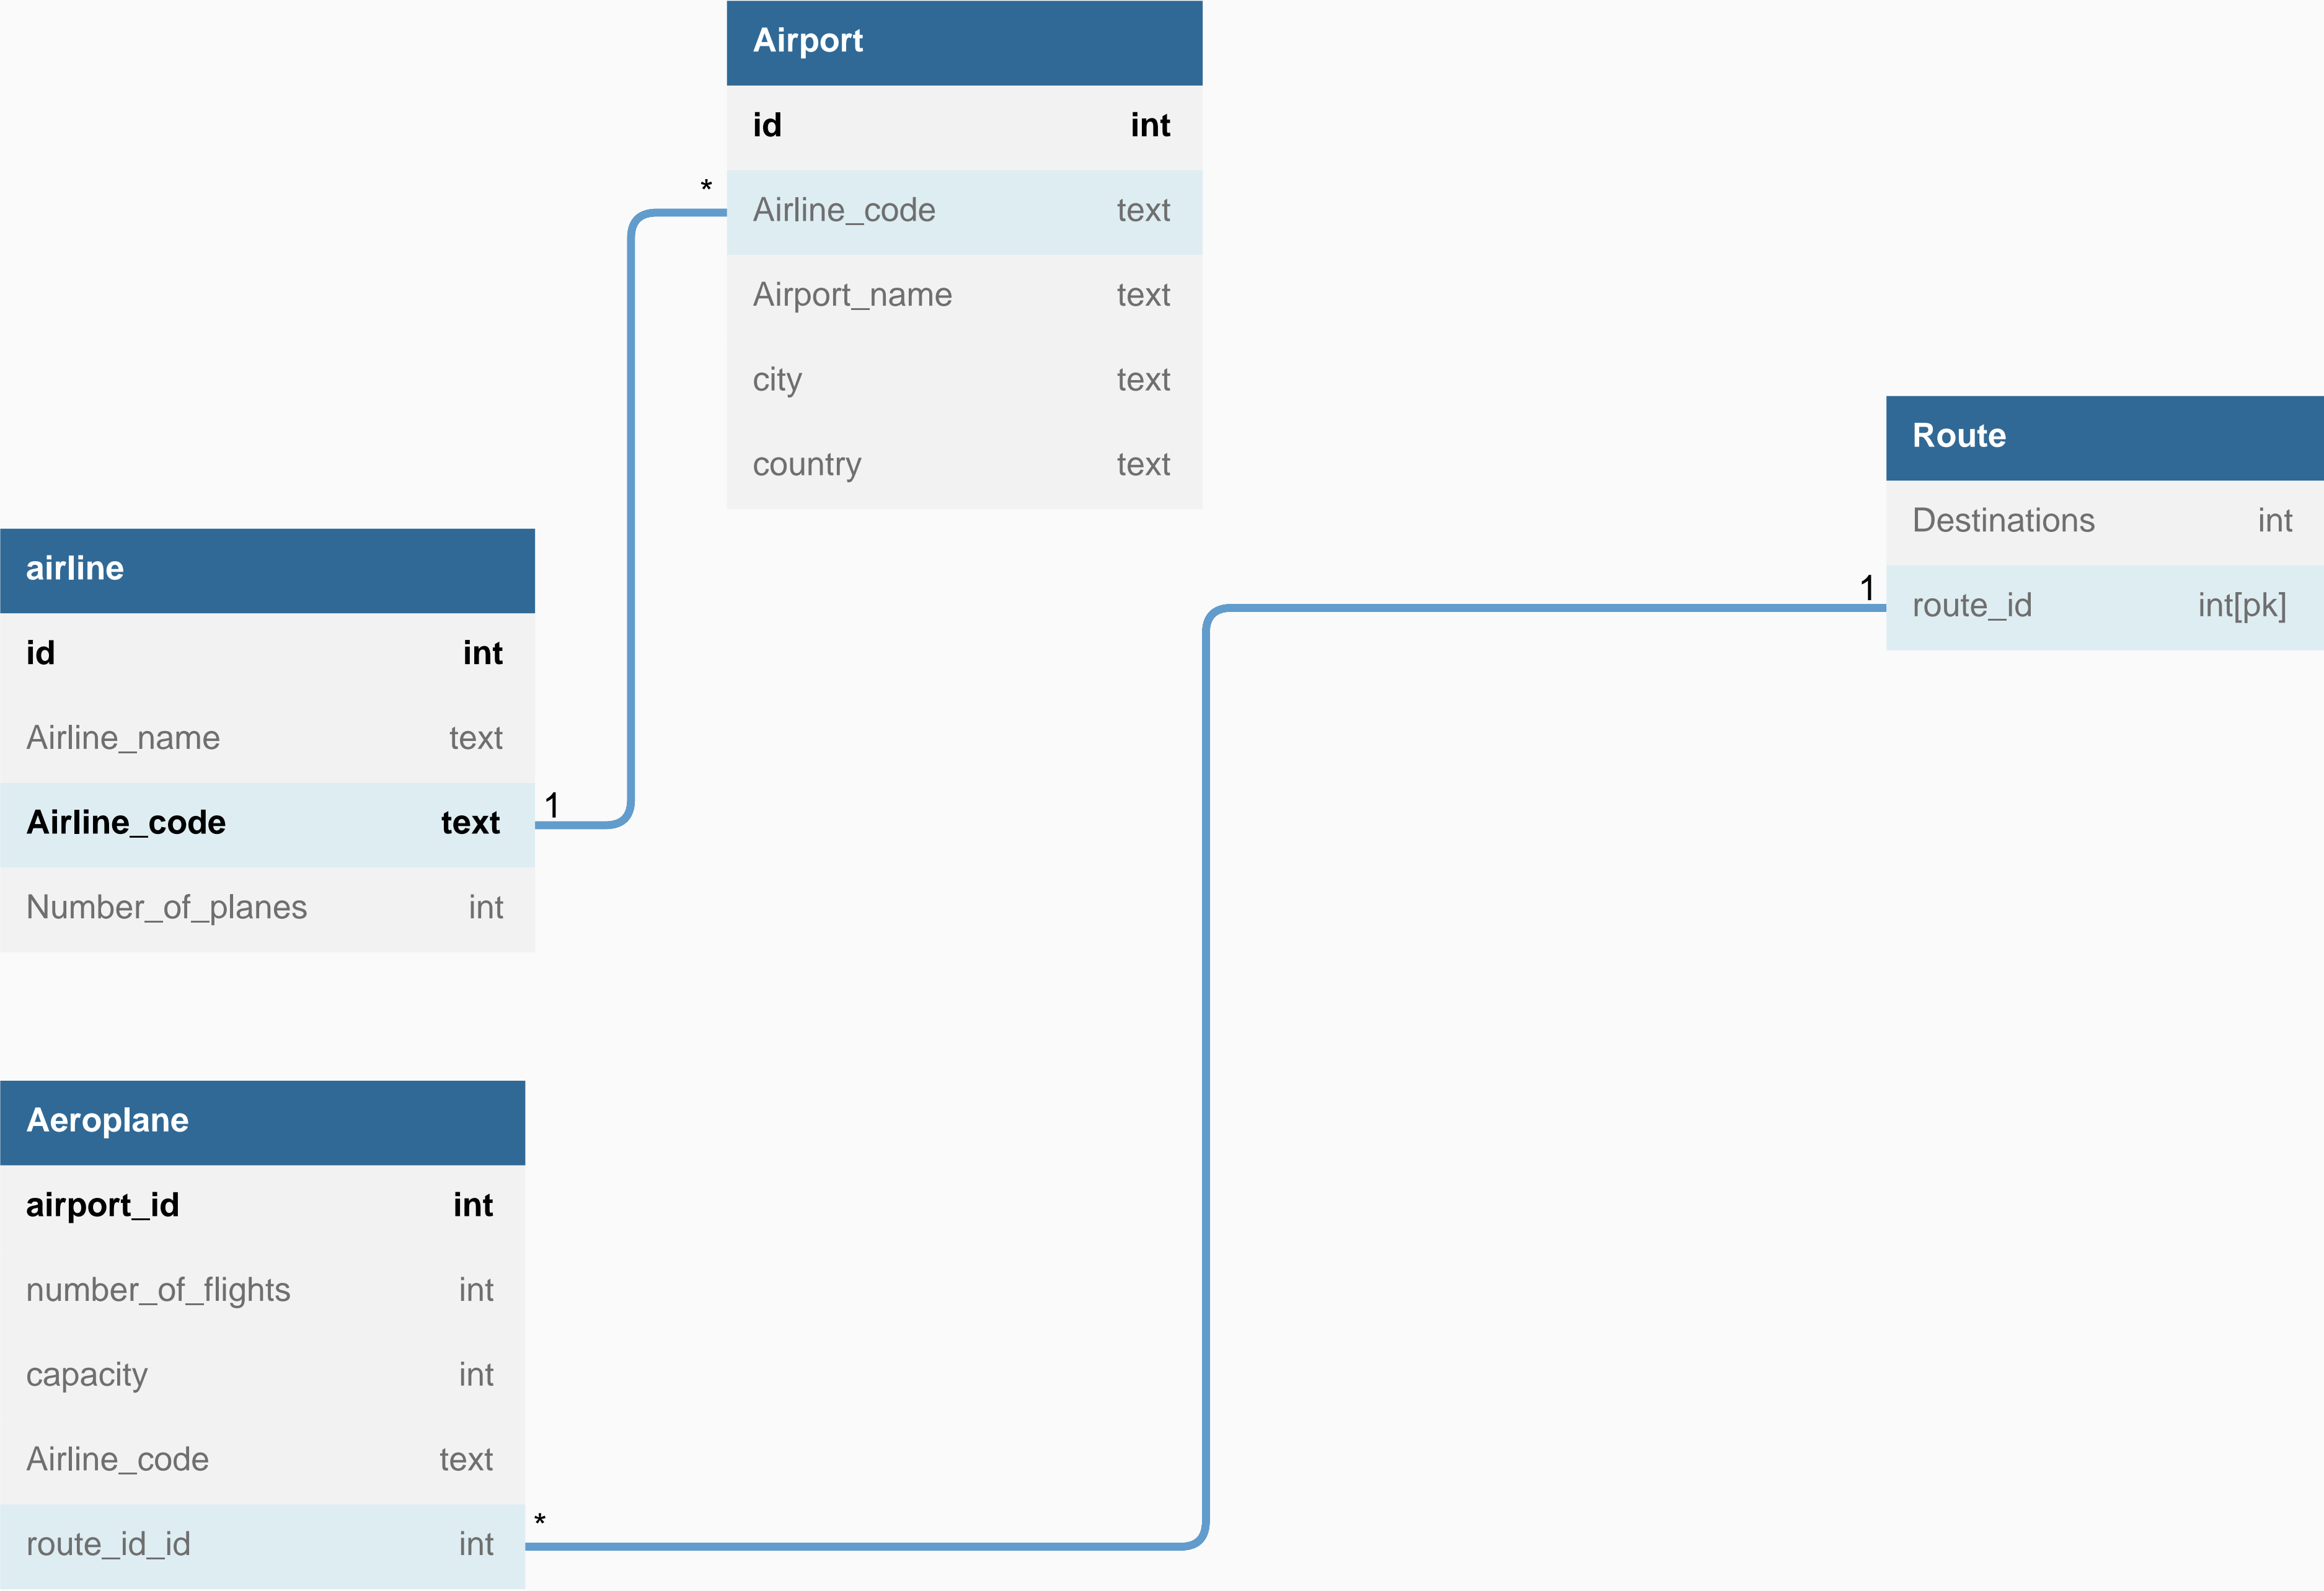 Airport
id int
* Airline_code text
Airport_name text
city text
country text
Route
Destinations int
1 route_id int[pk]
airline
id int
Airline_name text
Airline_code text 1
Number_of_planes int
Aeroplane
airport_id int
number_of_flights int
capacity int
Airline_code text
route_id_id int *